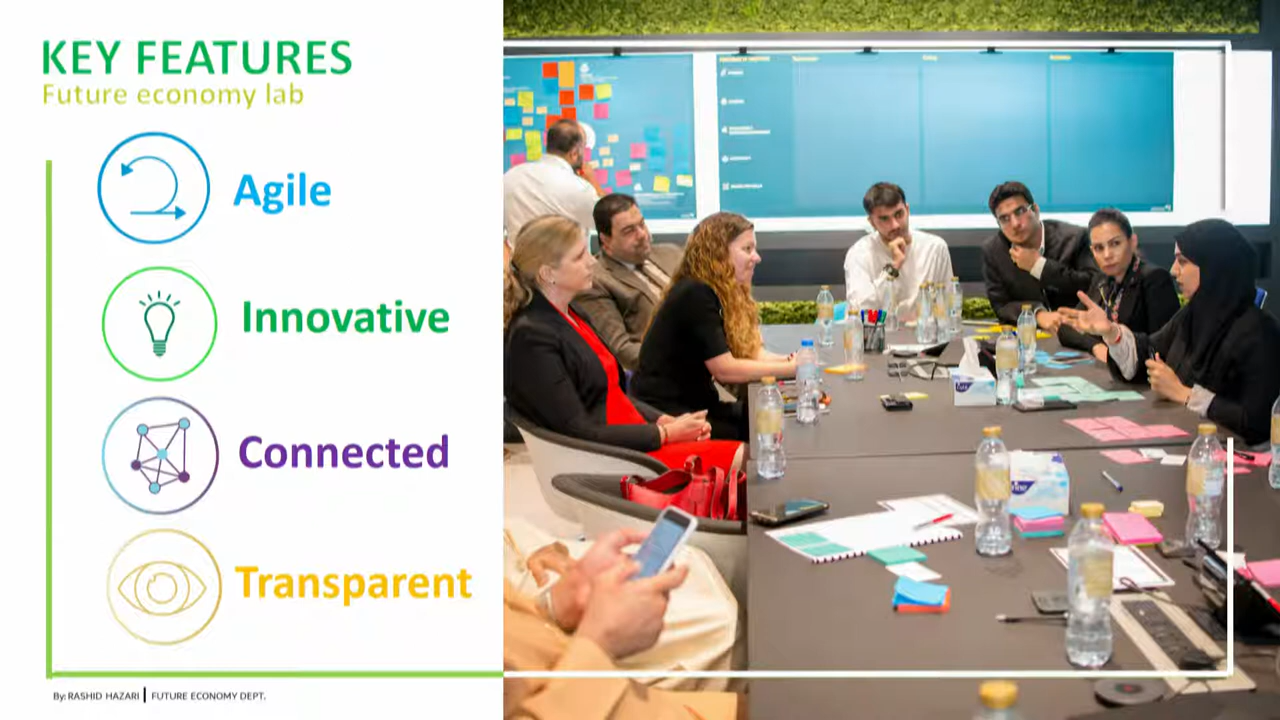 KEY FEATURES
Future economy lab
Agile
Innovative
Connected
Transparent
By: RASHID HAZARI | FUTURE ECONOMY DEPT.